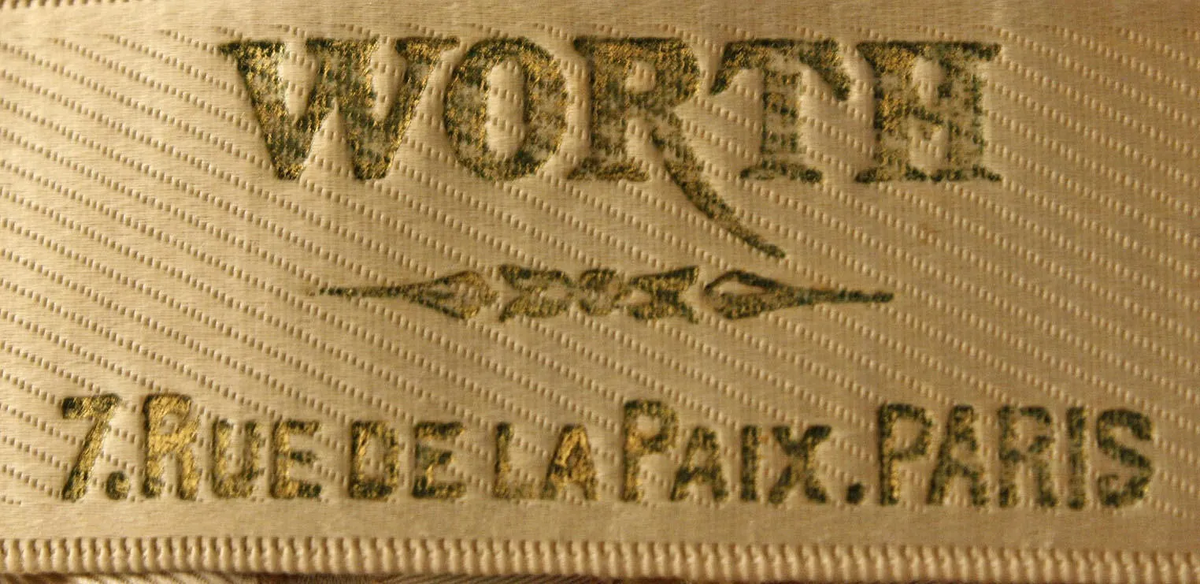 WORTH
7. RUE DE LA PAIX. PARIS